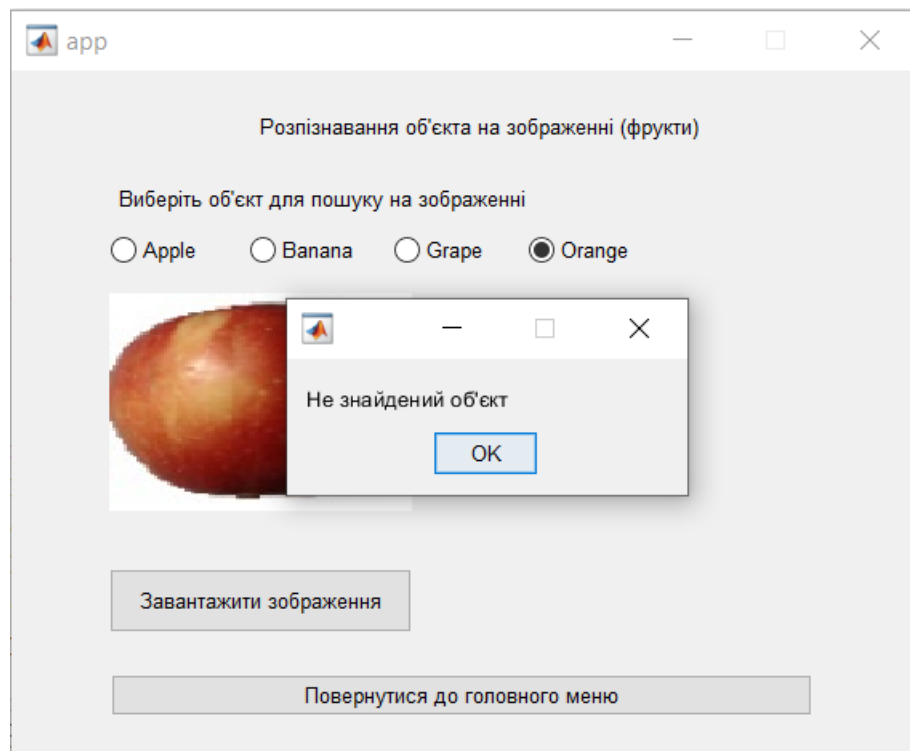 app
Розпізнавання об'єкта на зображенні (фрукти)
Виберіть об'єкт для пошуку на зображенні
Apple Banana Grape Orange
Не знайдений об'єкт
OK
Завантажити зображення
Повернутися до головного меню